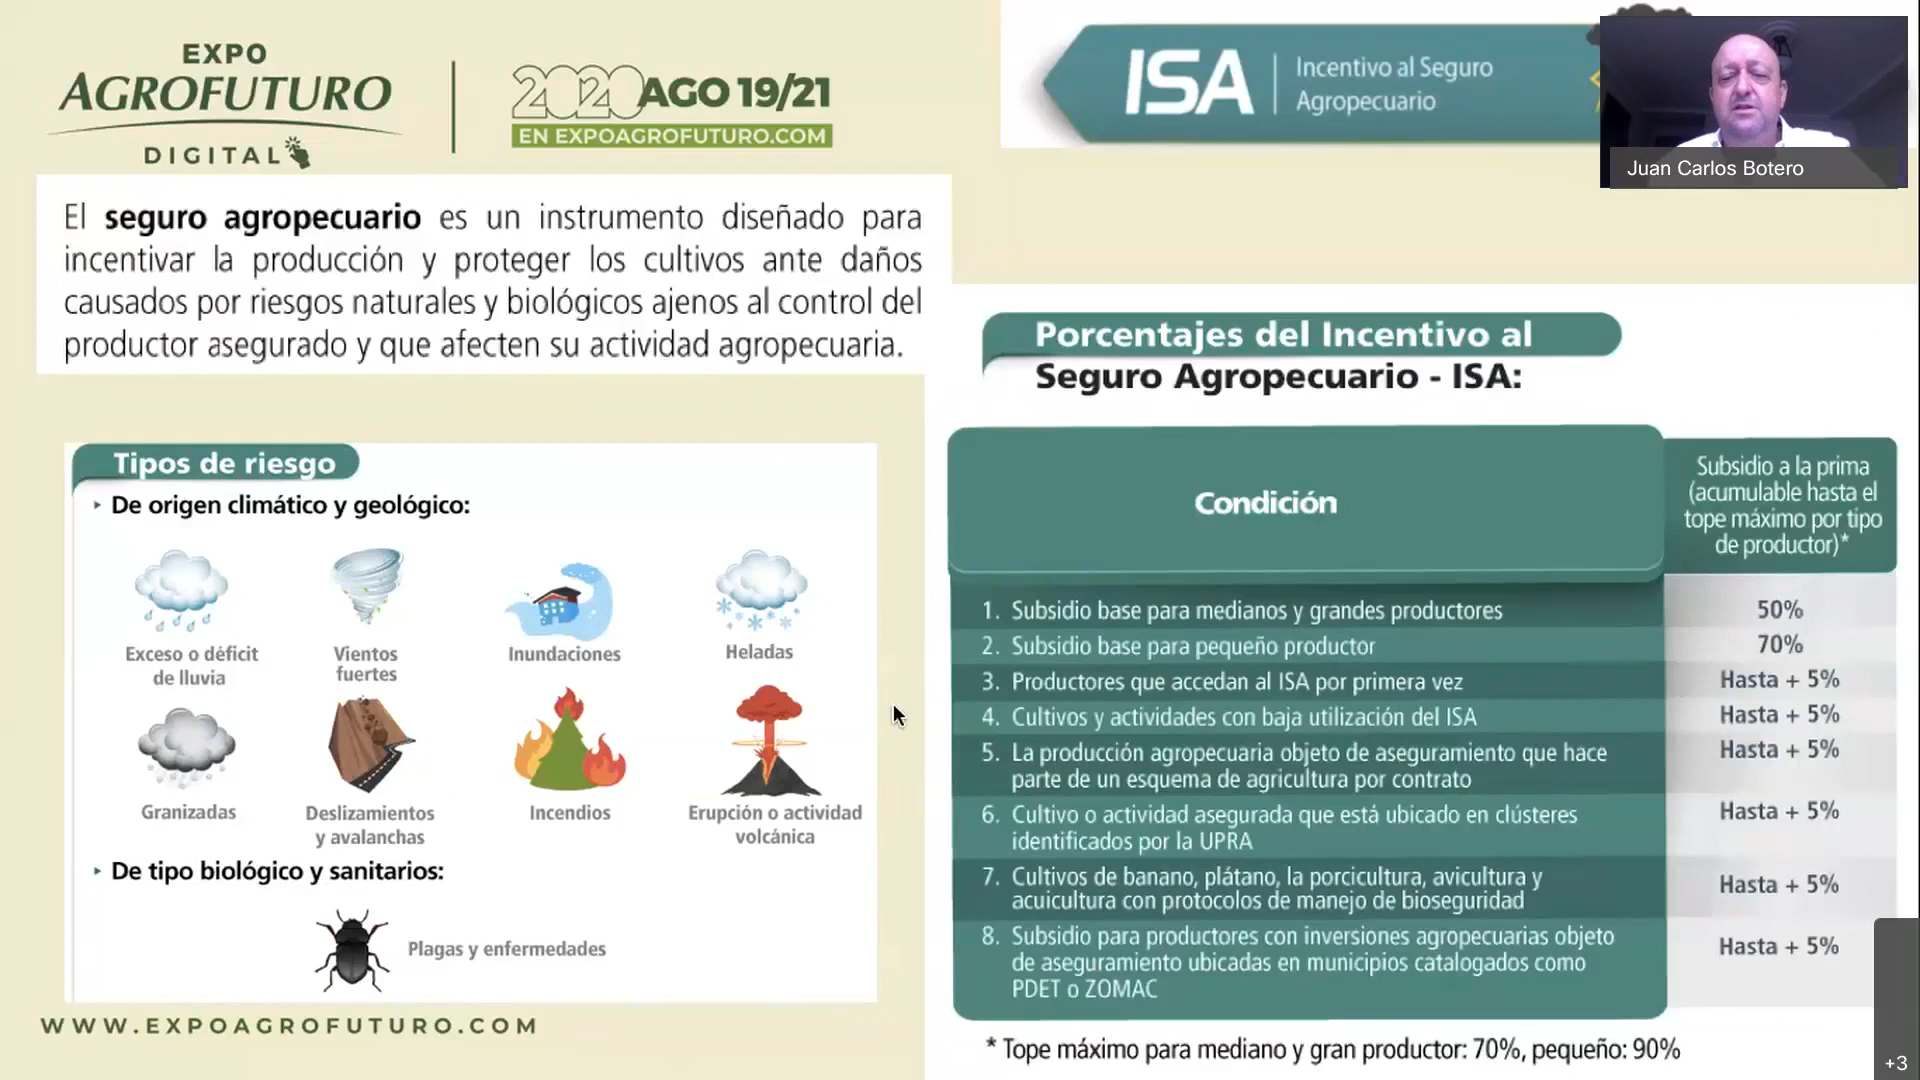 EXPO
AGROFUTURO
DIGITAL
2020 AGO 19/21
EN EXPOAGROFUTURO.COM
ISA
Incentivo al Seguro
Agropecuario
Juan Carlos Botero
El seguro agropecuario es un instrumento diseñado para
incentivar la producción y proteger los cultivos ante daños
causados por riesgos naturales y biológicos ajenos al control del
productor asegurado y que afecten su actividad agropecuaria.
Tipos de riesgo
De origen climático y geológico:
Exceso o déficit
de lluvia
Vientos
fuertes
Inundaciones
Heladas
Granizadas
Deslizamientos
y avalanchas
Incendios
Erupción o actividad
volcánica
De tipo biológico y sanitarios:
Plagas y enfermedades
WWW.EXPOAGROFUTURO.COM
Porcentajes del Incentivo al
Seguro Agropecuario - ISA:
Condición
Subsidio a la prima
(acumulable hasta el
tope máximo por tipo
de productor)*
1. Subsidio base para medianos y grandes productores
50%
2. Subsidio base para pequeño productor
70%
3. Productores que accedan al ISA por primera vez
Hasta + 5%
4. Cultivos y actividades con baja utilización del ISA
Hasta + 5%
5. La producción agropecuaria objeto de aseguramiento que hace
parte de un esquema de agricultura por contrato
Hasta + 5%
6. Cultivo o actividad asegurada que está ubicado en clústeres
identificados por la UPRA
Hasta + 5%
7. Cultivos de banano, plátano, la porcicultura, avicultura y
acuicultura con protocolos de manejo de bioseguridad
Hasta + 5%
8. Subsidio para productores con inversiones agropecuarias objeto
de aseguramiento ubicadas en municipios catalogados como
PDET o ZOMAC
Hasta + 5%
* Tope máximo para mediano y gran productor: 70%, pequeño: 90%
+3